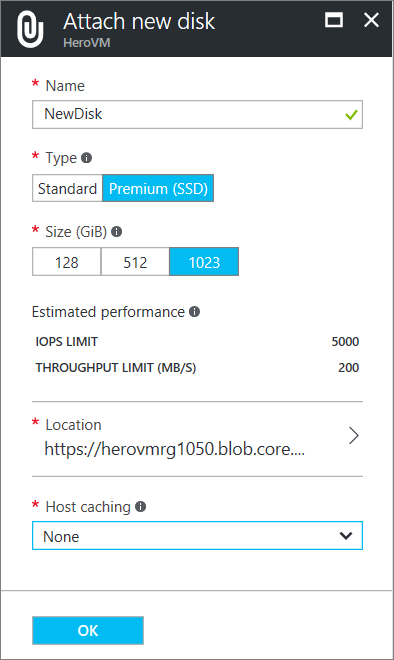 Attach new disk
HeroVM
* Name
NewDisk
* Type
Standard Premium (SSD)
* Size (GiB)
128 512 1023
Estimated performance
IOPS LIMIT 5000
THROUGHPUT LIMIT (MB/S) 200
* Location
https://herovmrg1050.blob.core....
* Host caching
None
OK